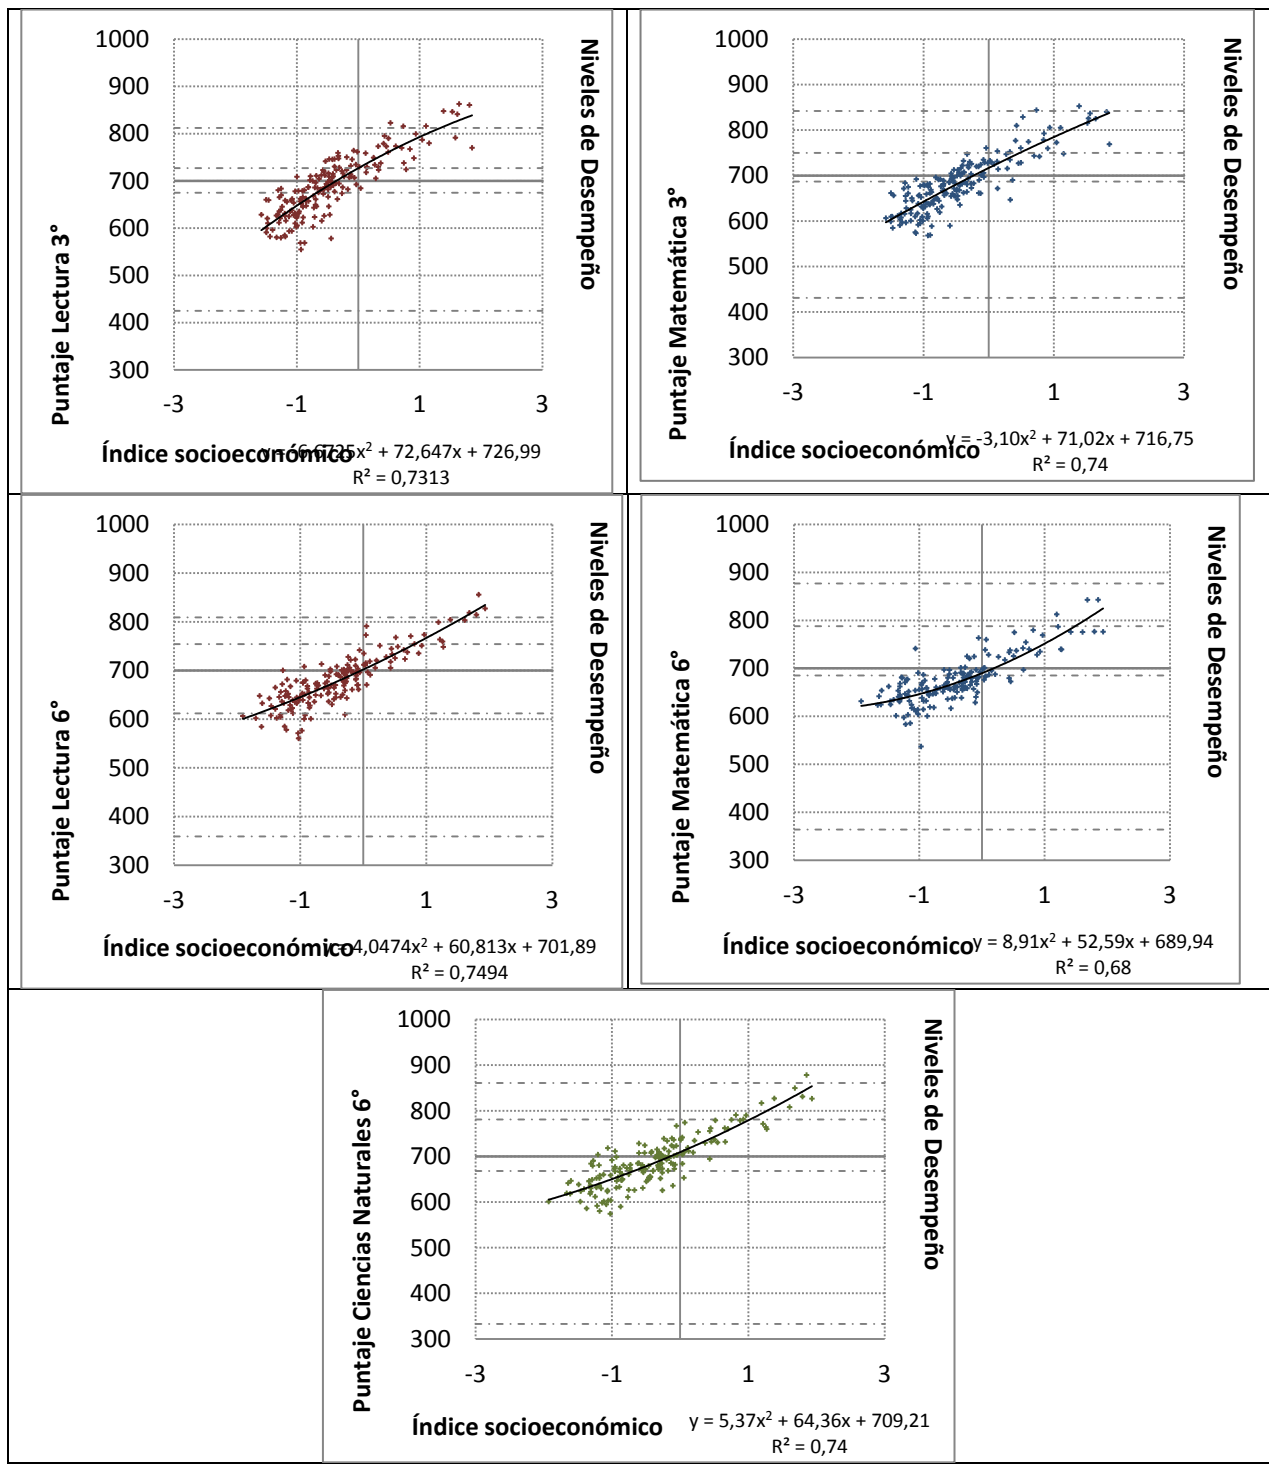 1000
900
800
700
600
500
400
300
-3
-1
1
3
Puntaje Lectura 3°
Niveles de Desempeño
Índice socioeconómico
y = -6,6725x² + 72,647x + 726,99
R² = 0,7313
1000
900
800
700
600
500
400
300
-3
-1
1
3
Puntaje Matemática 3°
Niveles de Desempeño
Índice socioeconómico
y = -3,10x² + 71,02x + 716,75
R² = 0,74
1000
900
800
700
600
500
400
300
-3
-1
1
3
Puntaje Lectura 6°
Niveles de Desempeño
Índice socioeconómico
y = 4,0474x² + 60,813x + 701,89
R² = 0,7494
1000
900
800
700
600
500
400
300
-3
-1
1
3
Puntaje Matemática 6°
Niveles de Desempeño
Índice socioeconómico
y = 8,91x² + 52,59x + 689,94
R² = 0,68
1000
900
800
700
600
500
400
300
-3
-1
1
3
Puntaje Ciencias Naturales 6°
Niveles de Desempeño
Índice socioeconómico
y = 5,37x² + 64,36x + 709,21
R² = 0,74